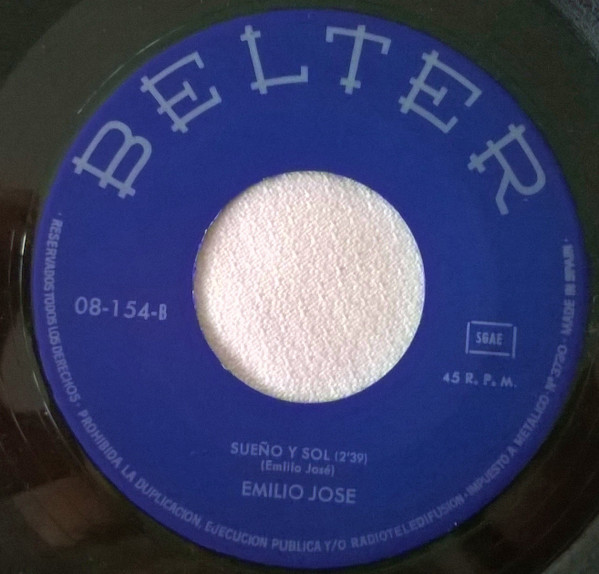 BELTER
08-154-B
SGAE
45 R. P. M.
SUEÑO Y SOL (2'39)
(Emilio José)
EMILIO JOSE
· RESERVADOS TODOS LOS DERECHOS · PROHIBIDA LA DUPLICACION, EJECUCION PUBLICA Y/O RADIOTELEDIFUSION · IMPUESTO A METALICO · Nº 3720 · MADE IN SPAIN ·